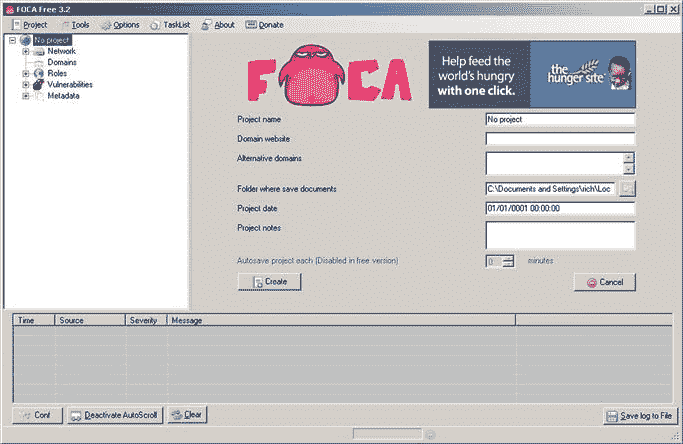 FOCA Free 3.2
Project Tools Options TaskList About Donate
No project
Network
Domains
Roles
Vulnerabilities
Metadata
FOCA
Help feed the
world's hungry
with one click.
the
hunger site
Project name
No project
Domain website
Alternative domains
Folder where save documents
C:\Documents and Settings\rich\Loc
Project date
01/01/0001 00:00:00
Project notes
Autosave project each (Disabled in free version)
0
minutes
Create
Cancel
Time Source Severity Message
Conf
Deactivate AutoScroll
Clear
Save log to File